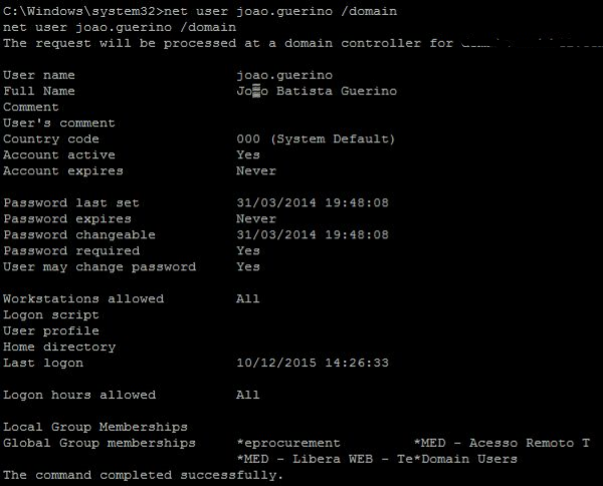 C:\Windows\system32>net user joao.guerino /domain
net user joao.guerino /domain
The request will be processed at a domain controller for
User name joao.guerino
Full Name Jo▒o Batista Guerino
Comment
User's comment
Country code 000 (System Default)
Account active Yes
Account expires Never
Password last set 31/03/2014 19:48:08
Password expires Never
Password changeable 31/03/2014 19:48:08
Password required Yes
User may change password Yes
Workstations allowed All
Logon script
User profile
Home directory
Last logon 10/12/2015 14:26:33
Logon hours allowed All
Local Group Memberships
Global Group memberships *eprocurement *MED - Acesso Remoto T
*MED - Libera WEB - Te*Domain Users
The command completed successfully.